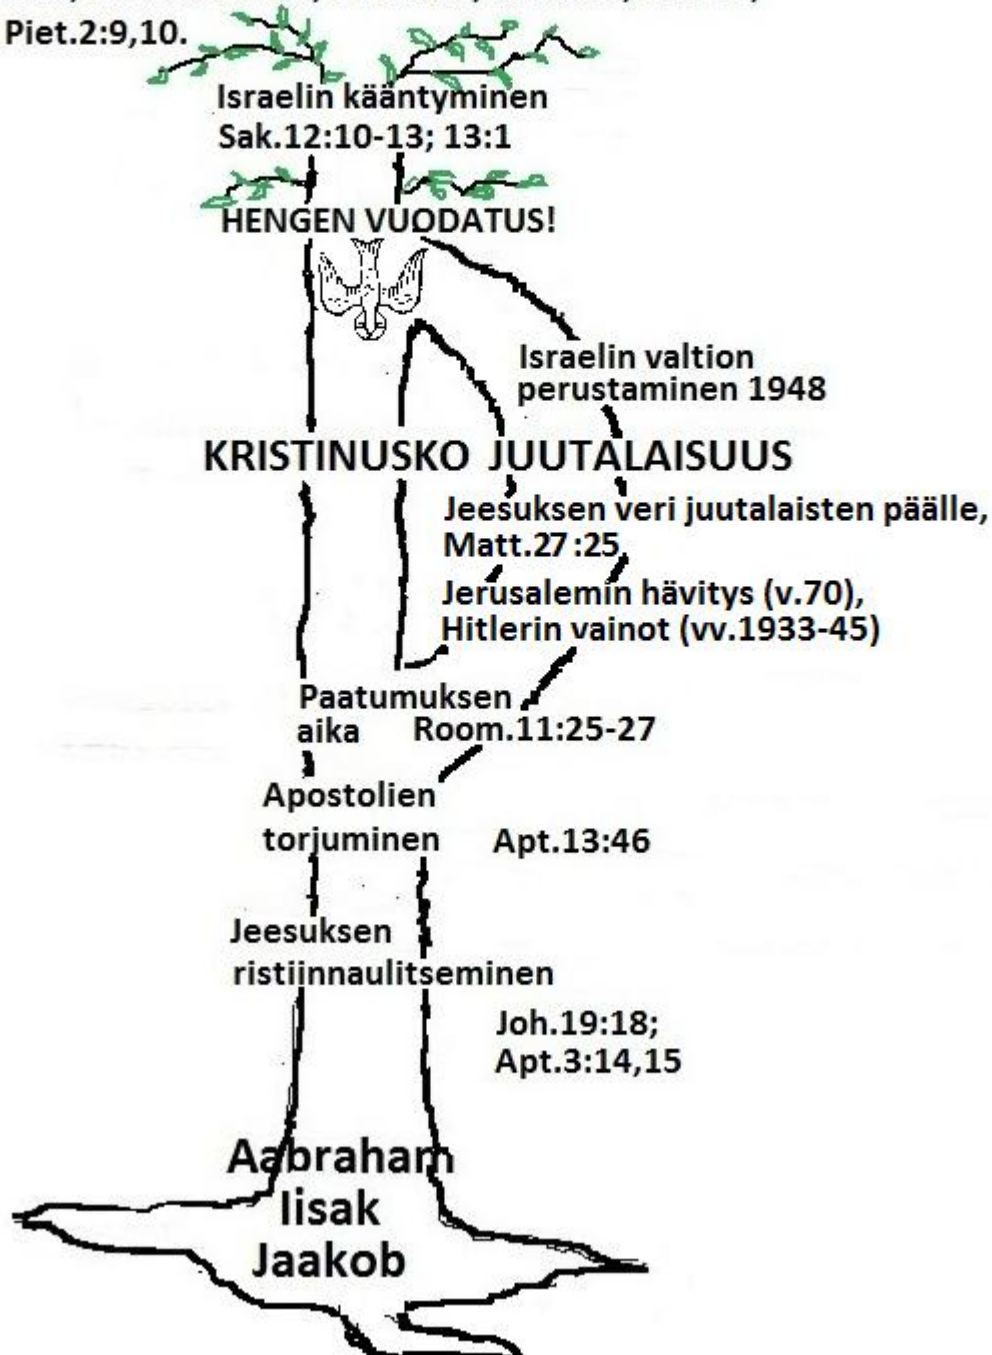 Piet.2:9,10.
Israelin kääntyminen
Sak.12:10-13; 13:1
HENGEN VUODATUS!
Israelin valtion
perustaminen 1948
KRISTINUSKO JUUTALAISUUS
Jeesuksen veri juutalaisten päälle,
Matt.27:25
Jerusalemin hävitys (v.70),
Hitlerin vainot (vv.1933-45)
Paatumuksen
aika Room.11:25-27
Apostolien
torjuminen Apt.13:46
Jeesuksen
ristiinnaulitseminen
Joh.19:18;
Apt.3:14,15
Aabraham
Iisak
Jaakob